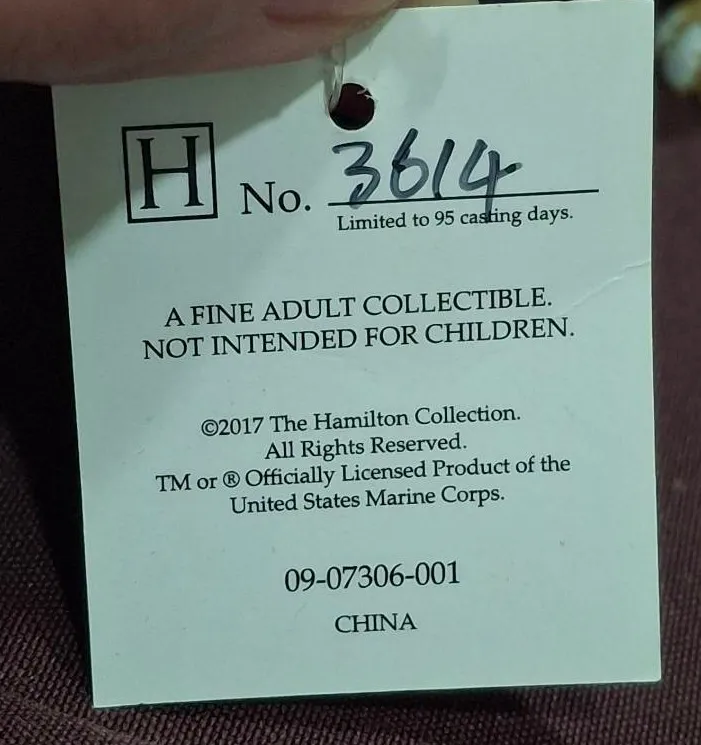 H No. 3614
Limited to 95 casting days.
A FINE ADULT COLLECTIBLE.
NOT INTENDED FOR CHILDREN.
©2017 The Hamilton Collection.
All Rights Reserved.
TM or ® Officially Licensed Product of the
United States Marine Corps.
09-07306-001
CHINA